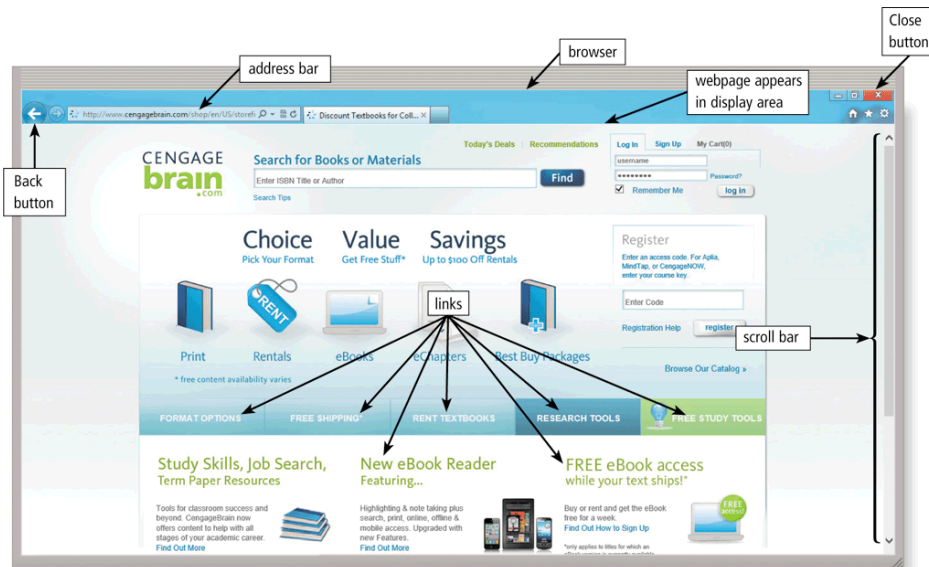 Close
button
browser
address bar
webpage appears
in display area
http://www.cengagebrain.com/shop/en/US/storef
Discount Textbooks for Coll...
Back
button
CENGAGE
brain
.com
Today's Deals | Recommendations
Log In Sign Up My Cart(0)
Search for Books or Materials
Enter ISBN Title or Author
Find
Search Tips
username
Password?
Remember Me
log in
Choice Value Savings
Pick Your Format Get Free Stuff* Up to $100 Off Rentals
Register
Enter an access code. For Aplia,
MindTap, or CengageNOW,
enter your course key.
Enter Code
Registration Help register
RENT
links
scroll bar
Print Rentals eBooks eChapters Best Buy Packages
* free content availability varies
Browse Our Catalog »
FORMAT OPTIONS FREE SHIPPING* RENT TEXTBOOKS RESEARCH TOOLS FREE STUDY TOOLS
Study Skills, Job Search,
Term Paper Resources
Tools for classroom success and
beyond. CengageBrain now
offers content to help with all
stages of your academic career.
Find Out More
New eBook Reader
Featuring...
Highlighting & note taking plus
search, print, online, offline &
mobile access. Upgraded with
new Features.
Find Out More
FREE eBook access
while your text ships!*
Buy or rent and get the eBook
free for a week.
Find Out How to Sign Up
FREE
access!
*only applies to titles for which an